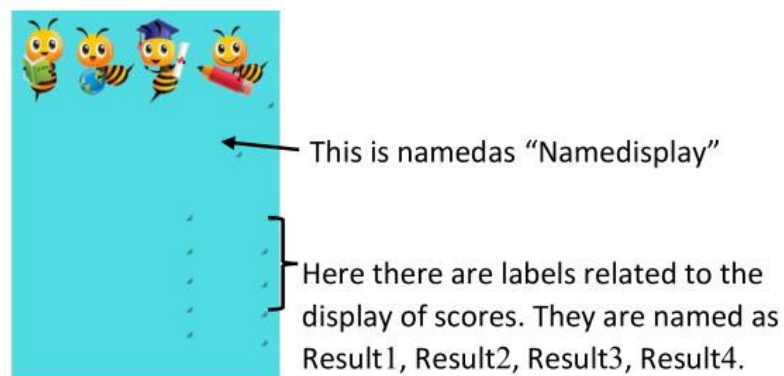 This is namedas “Namedisplay”
Here there are labels related to the
display of scores. They are named as
Result1, Result2, Result3, Result4.